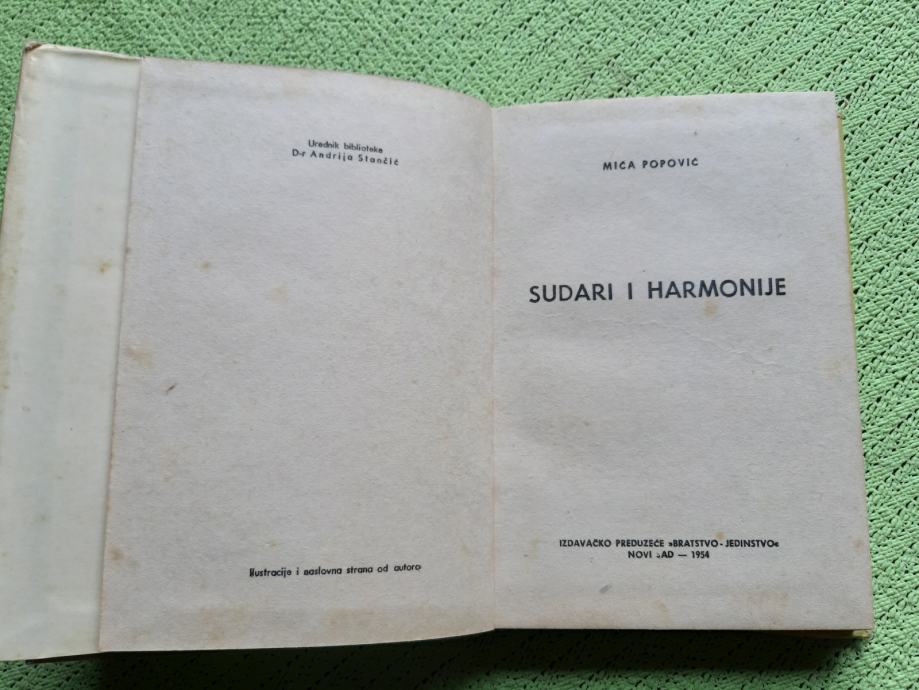 Urednik biblioteke
D-r Andrija Stančić
Ilustracije i naslovna strana od autora
MIĆA POPOVIĆ
SUDARI I HARMONIJE
IZDAVAČKO PREDUZEĆE »BRATSTVO - JEDINSTVO«
NOVI SAD — 1954